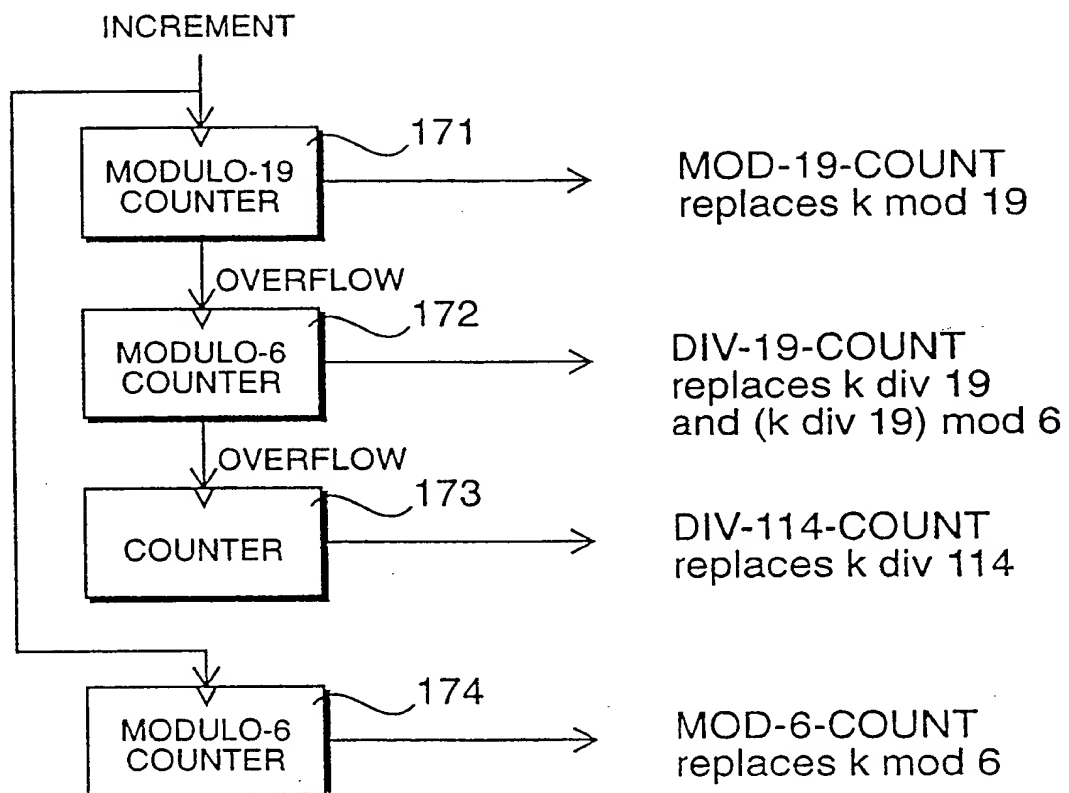 INCREMENT
MODULO-19
COUNTER
171
MOD-19-COUNT
replaces k mod 19
OVERFLOW
MODULO-6
COUNTER
172
DIV-19-COUNT
replaces k div 19
and (k div 19) mod 6
OVERFLOW
COUNTER
173
DIV-114-COUNT
replaces k div 114
MODULO-6
COUNTER
174
MOD-6-COUNT
replaces k mod 6